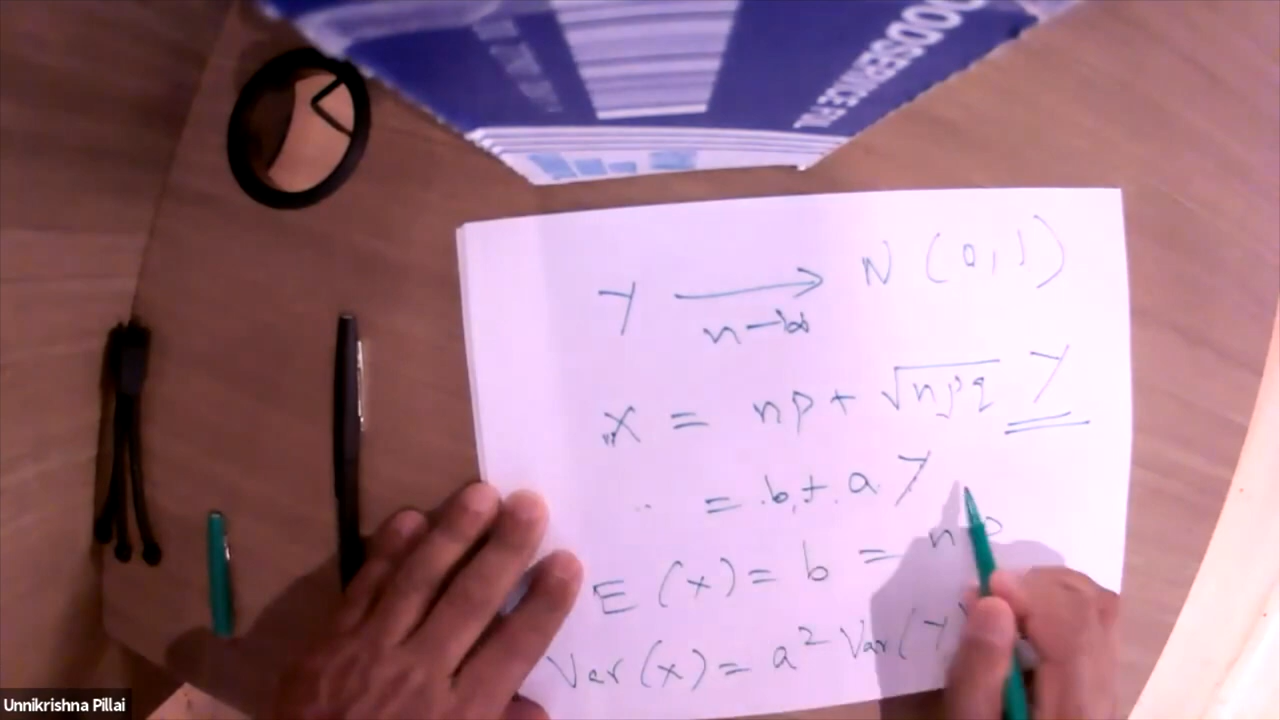 Y ⟶ N (0,1)
n→∞
X = np + √npq Y
= b + a Y
E (x) = b = np
Var (x) = a² Var (Y)
Unnikrishna Pillai